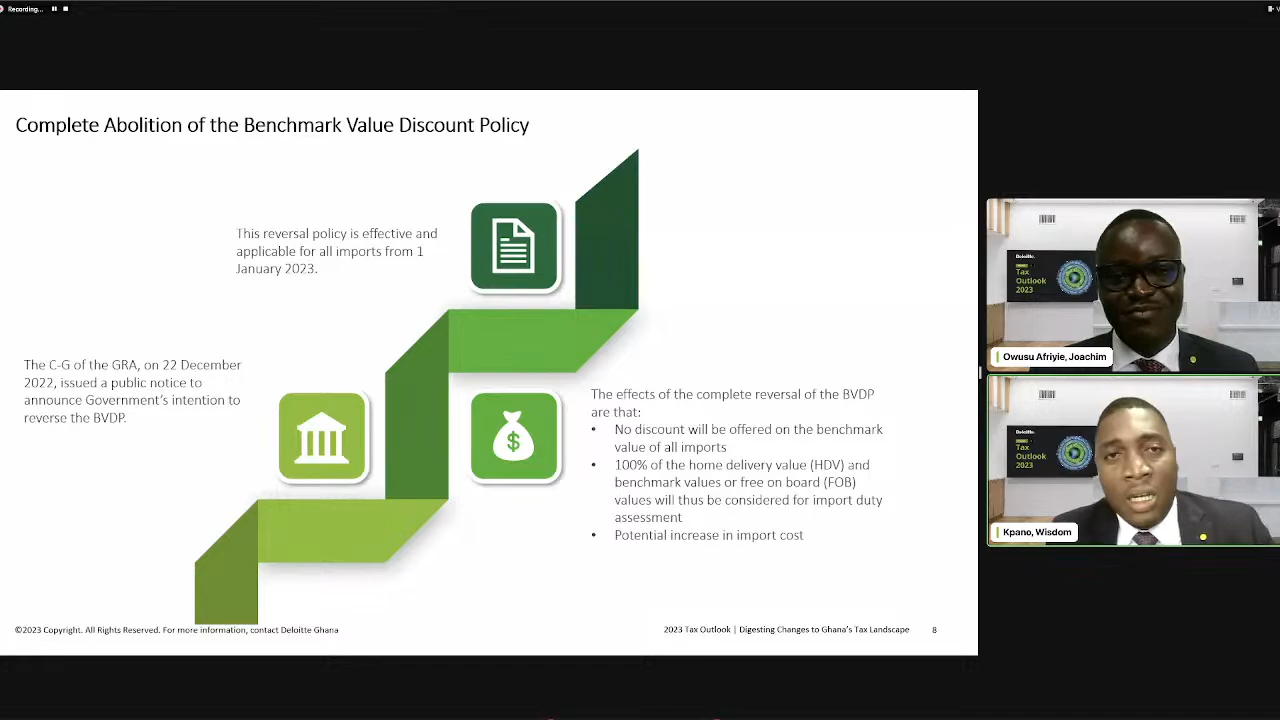 Recording...
Complete Abolition of the Benchmark Value Discount Policy
This reversal policy is effective and
applicable for all imports from 1
January 2023.
The C-G of the GRA, on 22 December
2022, issued a public notice to
announce Government's intention to
reverse the BVDP.
The effects of the complete reversal of the BVDP
are that:
• No discount will be offered on the benchmark
value of all imports
• 100% of the home delivery value (HDV) and
benchmark values or free on board (FOB)
values will thus be considered for import duty
assessment
• Potential increase in import cost
$
©2023 Copyright. All Rights Reserved. For more information, contact Deloitte Ghana
2023 Tax Outlook | Digesting Changes to Ghana's Tax Landscape 8
Deloitte.
Tax
Outlook
2023
Owusu Afriyie, Joachim
Deloitte.
Tax
Outlook
2023
Kpano, Wisdom